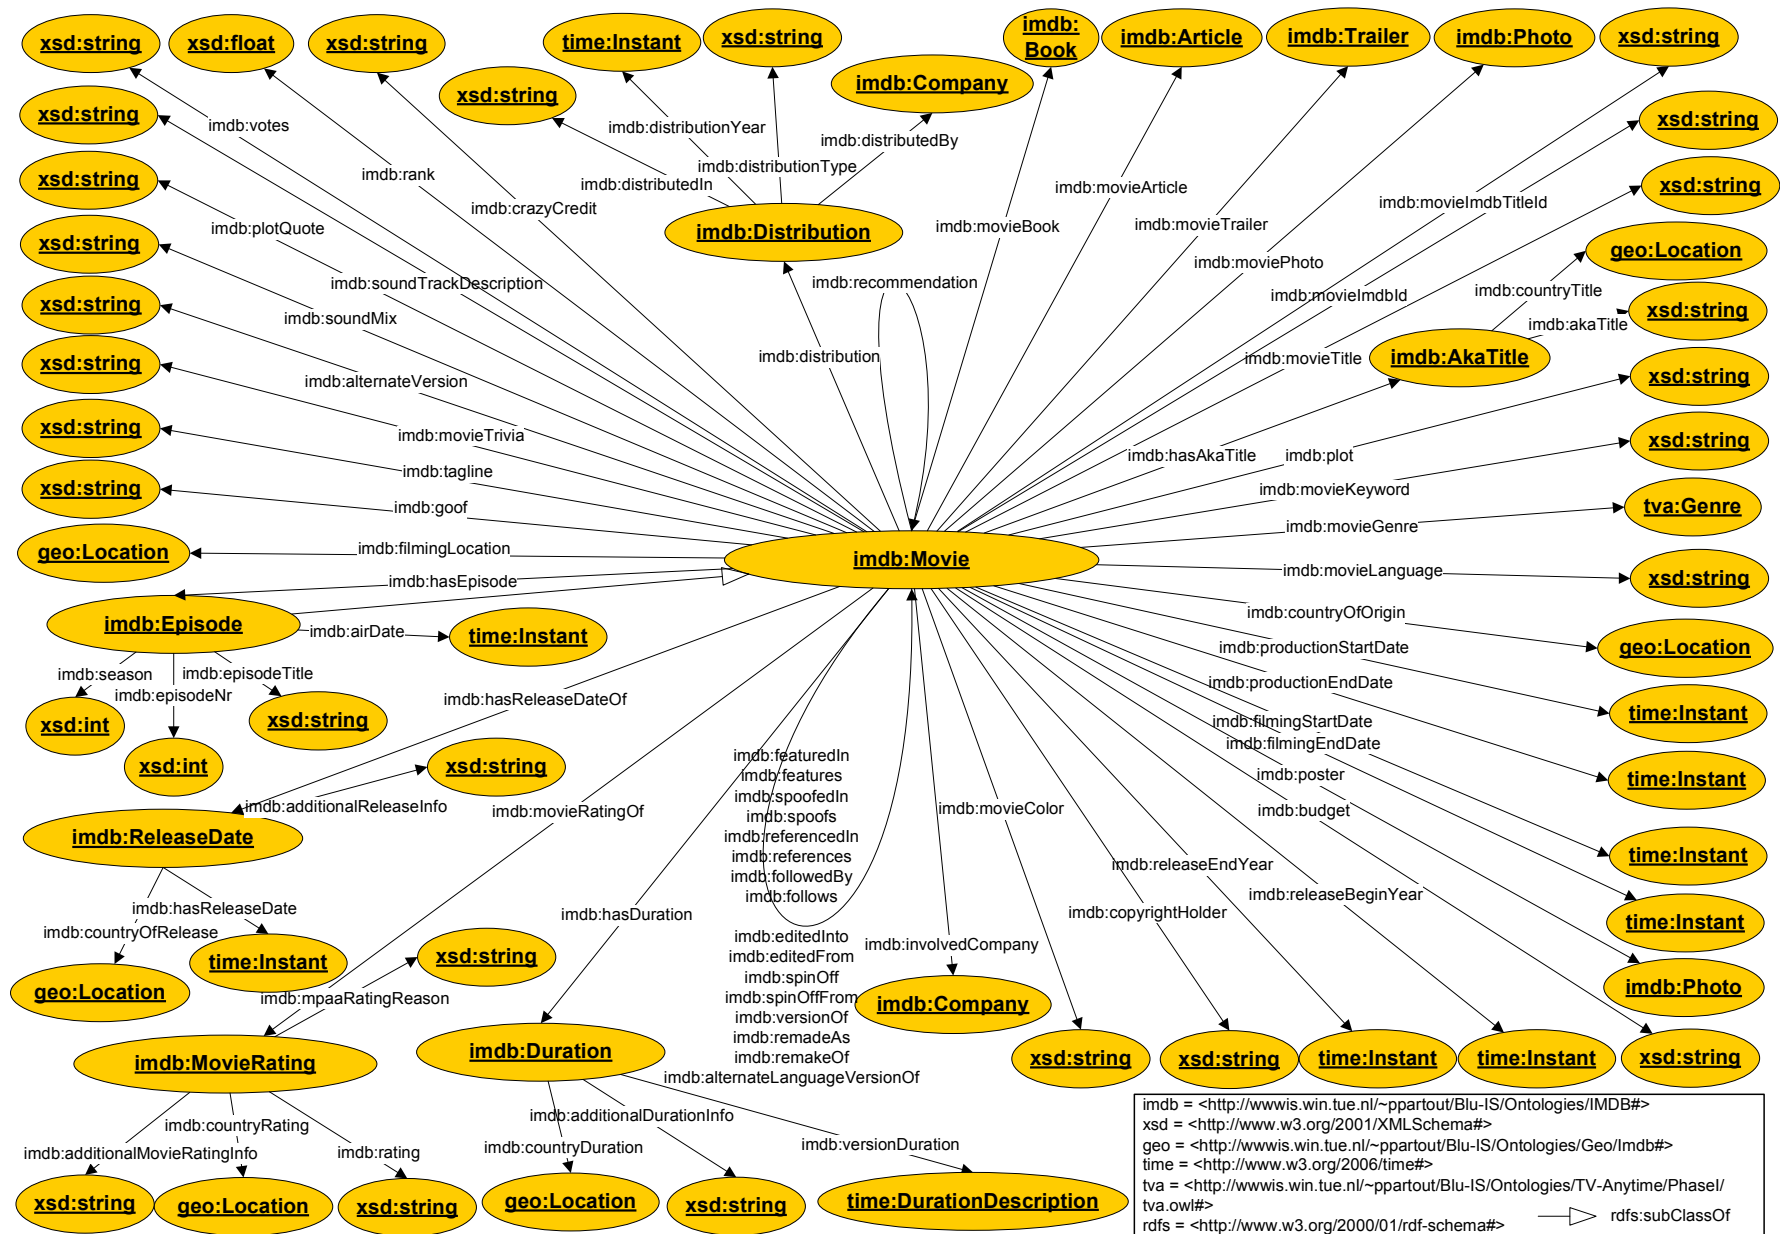 xsd:string
xsd:float
xsd:string
time:Instant
xsd:string
imdb:
Book
imdb:Article
imdb:Trailer
imdb:Photo
xsd:string
xsd:string
imdb:Company
xsd:string
xsd:string
imdb:votes
imdb:distributionYear
imdb:distributedBy
imdb:distributionType
imdb:distributedIn
imdb:rank
imdb:movieArticle
xsd:string
xsd:string
imdb:crazyCredit
imdb:movieImdbTitleId
imdb:plotQuote
imdb:Distribution
imdb:movieBook
imdb:movieTrailer
xsd:string
geo:Location
imdb:moviePhoto
imdb:soundTrackDescription
imdb:recommendation
imdb:countryTitle
imdb:movieImdbId
xsd:string
xsd:string
imdb:soundMix
imdb:akaTitle
imdb:distribution
imdb:movieTitle
imdb:AkaTitle
xsd:string
xsd:string
imdb:alternateVersion
xsd:string
imdb:movieTrivia
xsd:string
imdb:hasAkaTitle
imdb:plot
imdb:tagline
xsd:string
imdb:movieKeyword
imdb:goof
tva:Genre
imdb:movieGenre
geo:Location
imdb:filmingLocation
imdb:Movie
imdb:hasEpisode
imdb:movieLanguage
xsd:string
imdb:countryOfOrigin
imdb:Episode
imdb:airDate
time:Instant
imdb:productionStartDate
geo:Location
imdb:season
imdb:episodeTitle
imdb:episodeNr
imdb:hasReleaseDateOf
imdb:productionEndDate
xsd:int
xsd:string
time:Instant
imdb:filmingStartDate
imdb:filmingEndDate
xsd:int
xsd:string
imdb:featuredIn
imdb:features
imdb:spoofedIn
imdb:spoofs
imdb:referencedIn
imdb:references
imdb:followedBy
imdb:follows
imdb:poster
time:Instant
imdb:additionalReleaseInfo
imdb:movieRatingOf
imdb:movieColor
imdb:budget
imdb:ReleaseDate
time:Instant
imdb:releaseEndYear
imdb:releaseBeginYear
imdb:hasReleaseDate
imdb:countryOfRelease
imdb:hasDuration
imdb:copyrightHolder
time:Instant
imdb:editedInto
imdb:editedFrom
imdb:spinOff
imdb:spinOffFrom
imdb:versionOf
imdb:remadeAs
imdb:remakeOf
imdb:alternateLanguageVersionOf
imdb:involvedCompany
time:Instant
xsd:string
geo:Location
imdb:mpaaRatingReason
imdb:Company
imdb:Photo
imdb:MovieRating
imdb:Duration
xsd:string
xsd:string
time:Instant
time:Instant
xsd:string
imdb:countryRating
imdb:additionalMovieRatingInfo
imdb:rating
imdb:additionalDurationInfo
imdb:countryDuration
imdb:versionDuration
xsd:string
geo:Location
xsd:string
geo:Location
xsd:string
time:DurationDescription
imdb = <http://wwwis.win.tue.nl/~ppartout/Blu-IS/Ontologies/IMDB#>
xsd = <http://www.w3.org/2001/XMLSchema#>
geo = <http://wwwis.win.tue.nl/~ppartout/Blu-IS/Ontologies/Geo/Imdb#>
time = <http://www.w3.org/2006/time#>
tva = <http://wwwis.win.tue.nl/~ppartout/Blu-IS/Ontologies/TV-Anytime/PhaseI/
tva.owl#>
rdfs = <http://www.w3.org/2000/01/rdf-schema#>
rdfs:subClassOf